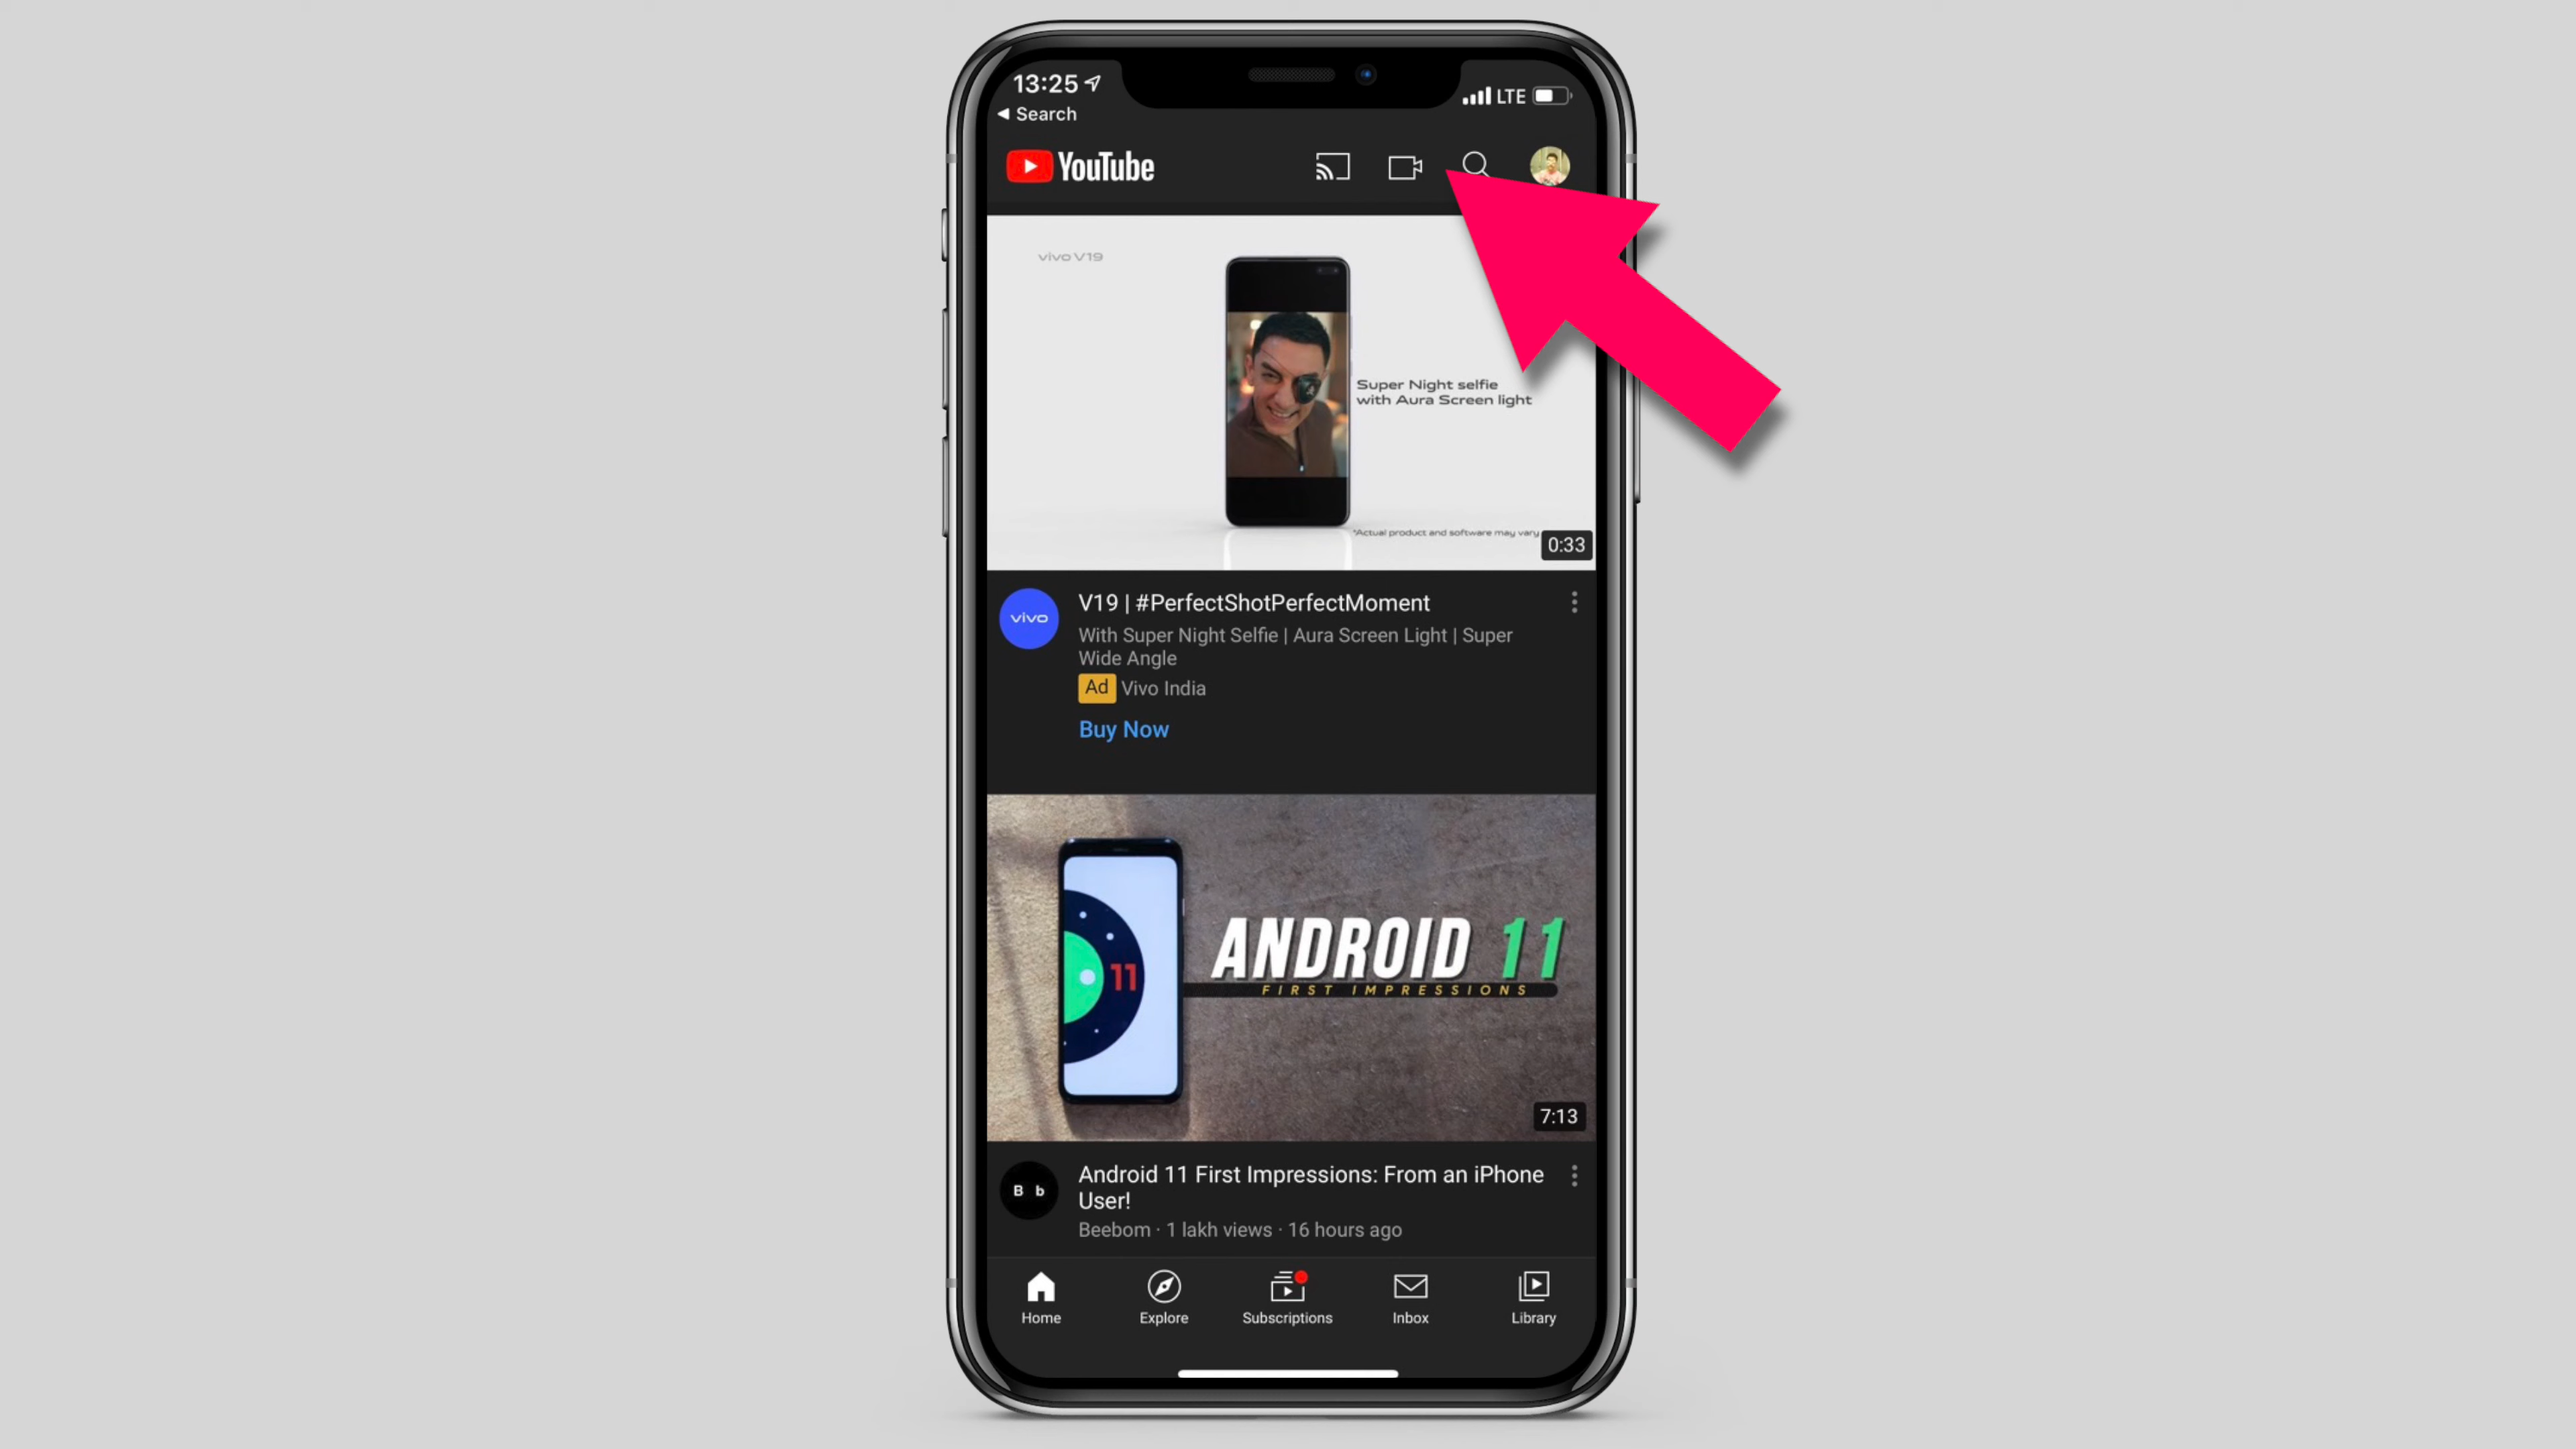 13:25
LTE
◀ Search
YouTube
vivo V19
Super Night selfie
with Aura Screen light
*Actual product and software may vary
0:33
vivo
V19 | #PerfectShotPerfectMoment
With Super Night Selfie | Aura Screen Light | Super
Wide Angle
Ad Vivo India
Buy Now
11
ANDROID 11
FIRST IMPRESSIONS
7:13
B b
Android 11 First Impressions: From an iPhone
User!
Beebom · 1 lakh views · 16 hours ago
Home
Explore
Subscriptions
Inbox
Library